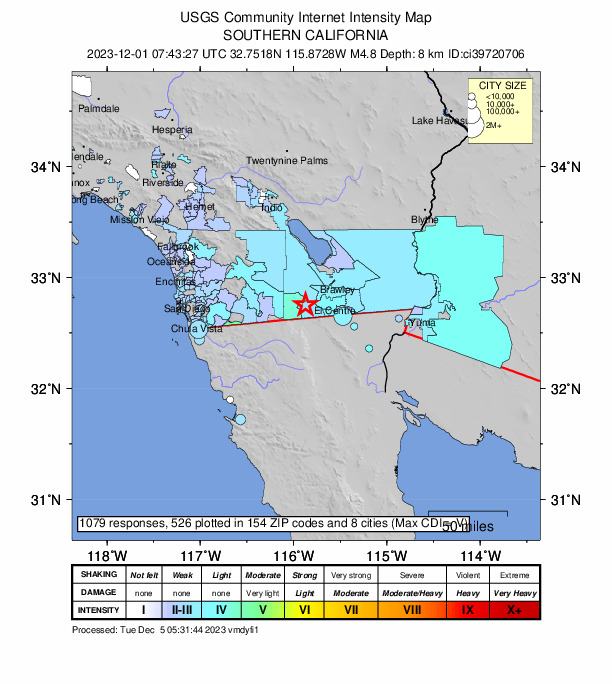 USGS Community Internet Intensity Map
SOUTHERN CALIFORNIA
2023-12-01 07:43:27 UTC 32.7518N 115.8728W M4.8 Depth: 8 km ID:ci39720706
CITY SIZE
<10,000
10,000+
100,000+
2M+
Palmdale
Lake Havasu
Hesperia
Twentynine Palms
34°N
34°N
Rialto
Riverside
Hemet
Indio
Mission Viejo
Blythe
Fallbrook
Oceanside
33°N
33°N
Encinitas
Brawley
San Diego
El Centro
Chula Vista
Yuma
32°N
32°N
31°N
31°N
1079 responses, 526 plotted in 154 ZIP codes and 8 cities (Max CDI = V)
50 miles
118°W 117°W 116°W 115°W 114°W
SHAKING Not felt Weak Light Moderate Strong Very strong Severe Violent Extreme
DAMAGE none none none Very light Light Moderate Moderate/Heavy Heavy Very Heavy
INTENSITY I II-III IV V VI VII VIII IX X+
Processed: Tue Dec 5 05:31:44 2023 vmdyfi1